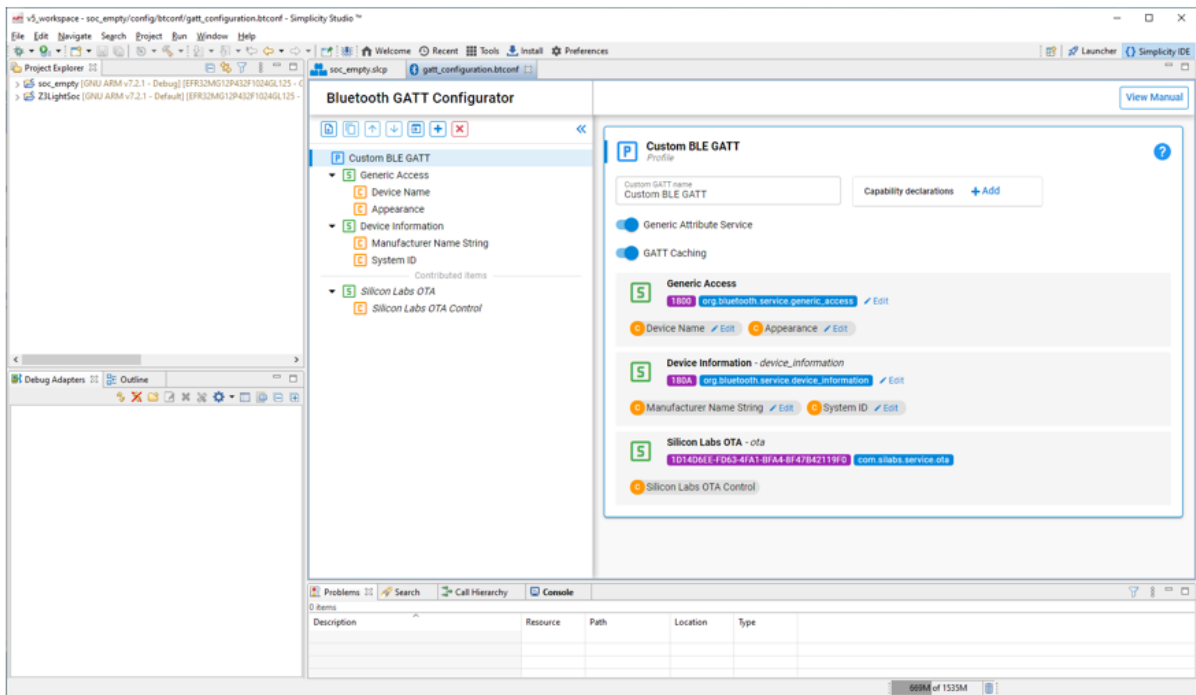 v5_workspace - soc_empty/config/btconf/gatt_configuration.btconf - Simplicity Studio ™
File Edit Navigate Search Project Run Window Help
Welcome Recent Tools Install Preferences Launcher {} Simplicity IDE
Project Explorer
soc_empty [GNU ARM v7.2.1 - Debug] [EFR32MG12P432F1024GL125 - C
Z3LightSoc [GNU ARM v7.2.1 - Default] [EFR32MG12P432F1024GL125 -
soc_empty.slcp gatt_configuration.btconf
Bluetooth GATT Configurator
View Manual
P Custom BLE GATT
S Generic Access
C Device Name
C Appearance
S Device Information
C Manufacturer Name String
C System ID
Contributed items
S Silicon Labs OTA
C Silicon Labs OTA Control
P Custom BLE GATT
Profile
?
Custom GATT name
Custom BLE GATT
Capability declarations + Add
Generic Attribute Service
GATT Caching
S Generic Access
1800 org.bluetooth.service.generic_access Edit
C Device Name Edit C Appearance Edit
S Device Information - device_information
180A org.bluetooth.service.device_information Edit
C Manufacturer Name String Edit C System ID Edit
S Silicon Labs OTA - ota
1D14D6EE-FD63-4FA1-BFA4-8F47B42119F0 com.silabs.service.ota
C Silicon Labs OTA Control
Debug Adapters Outline
Problems Search Call Hierarchy Console
0 items
Description Resource Path Location Type
669M of 1535M